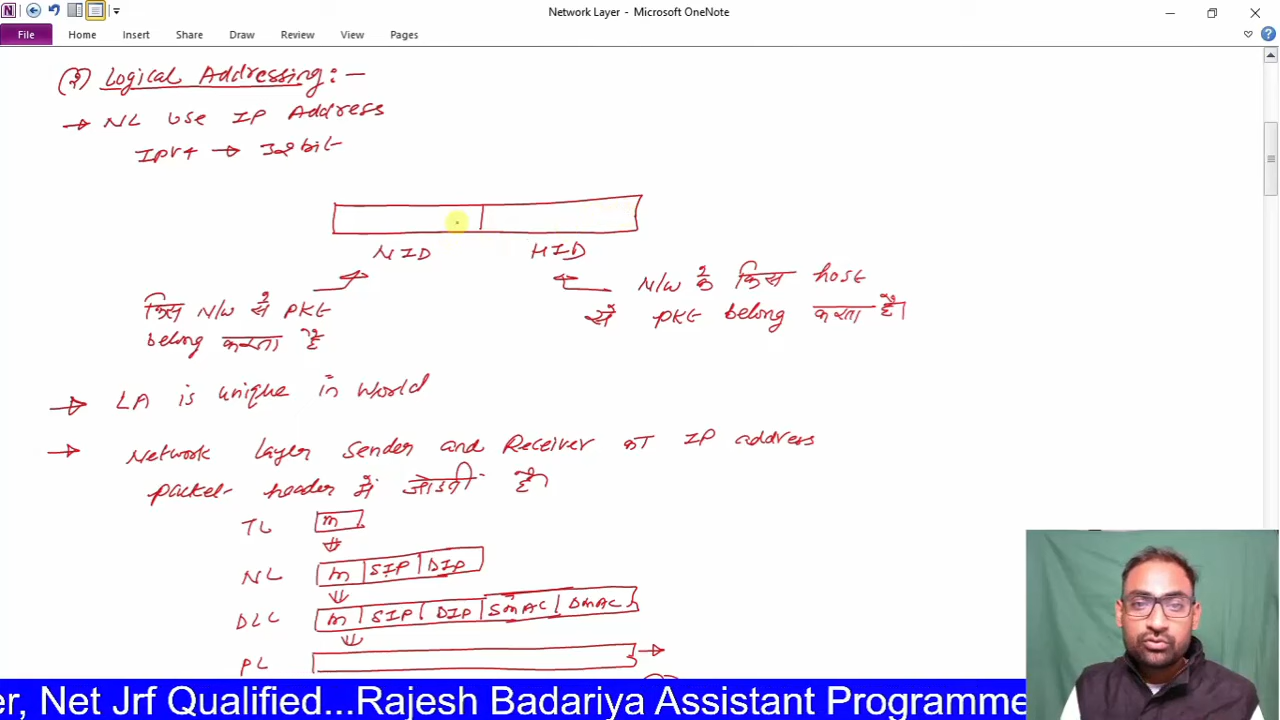 Network Layer - Microsoft OneNote
File Home Insert Share Draw Review View Pages
(2) Logical Addressing : —
→ NL use IP Address
IPv4 → 32 bit
NID HID
किस N/W से PKt
belong करता है
N/W के किस host
से PKt belong करता है।
→ LA is unique in World
→ Network layer Sender and Receiver का IP address
packet header में जोडती है।
TL m
NL m SIP DIP
DLL m SIP DIP SMAC DMAC
PL
er, Net Jrf Qualified...Rajesh Badariya Assistant Programme